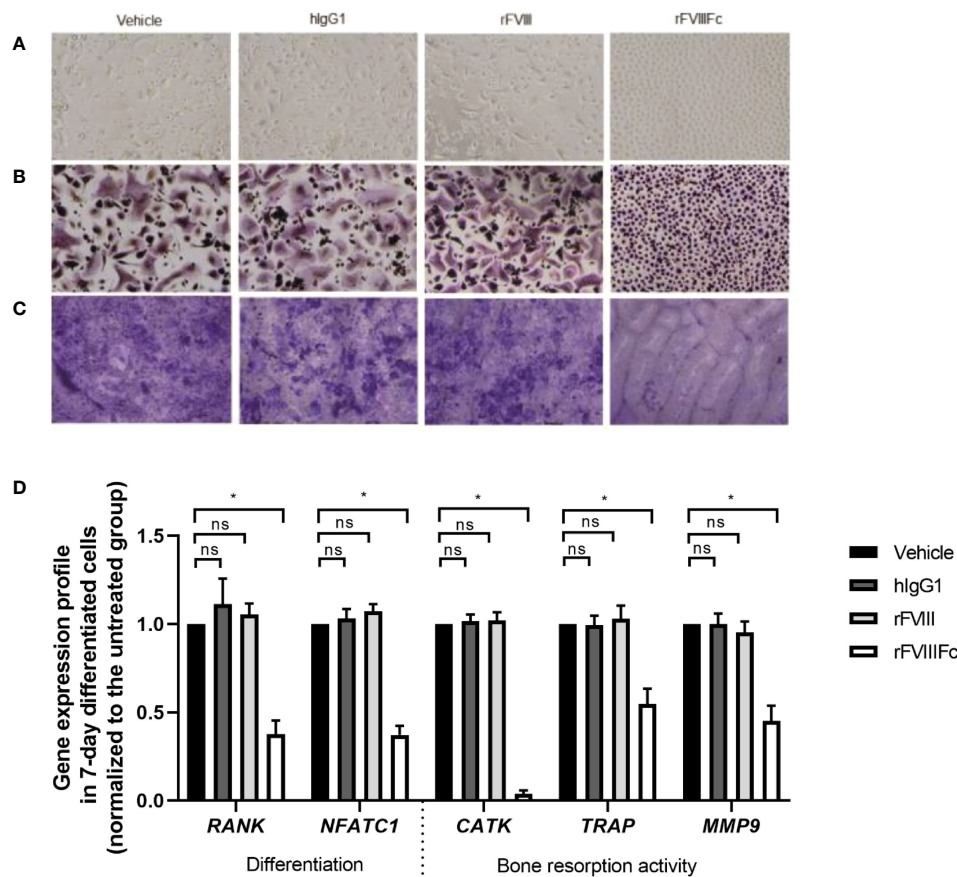 Vehicle hIgG1 rFVIII rFVIIIFc
A
B
C
D
Gene expression profile
in 7-day differentiated cells
(normalized to the untreated group)
1.5
1.0
0.5
0.0
* * * * *
ns ns ns ns ns
ns ns ns ns ns
RANK NFATC1 CATK TRAP MMP9
Differentiation Bone resorption activity
Vehicle
hIgG1
rFVIII
rFVIIIFc